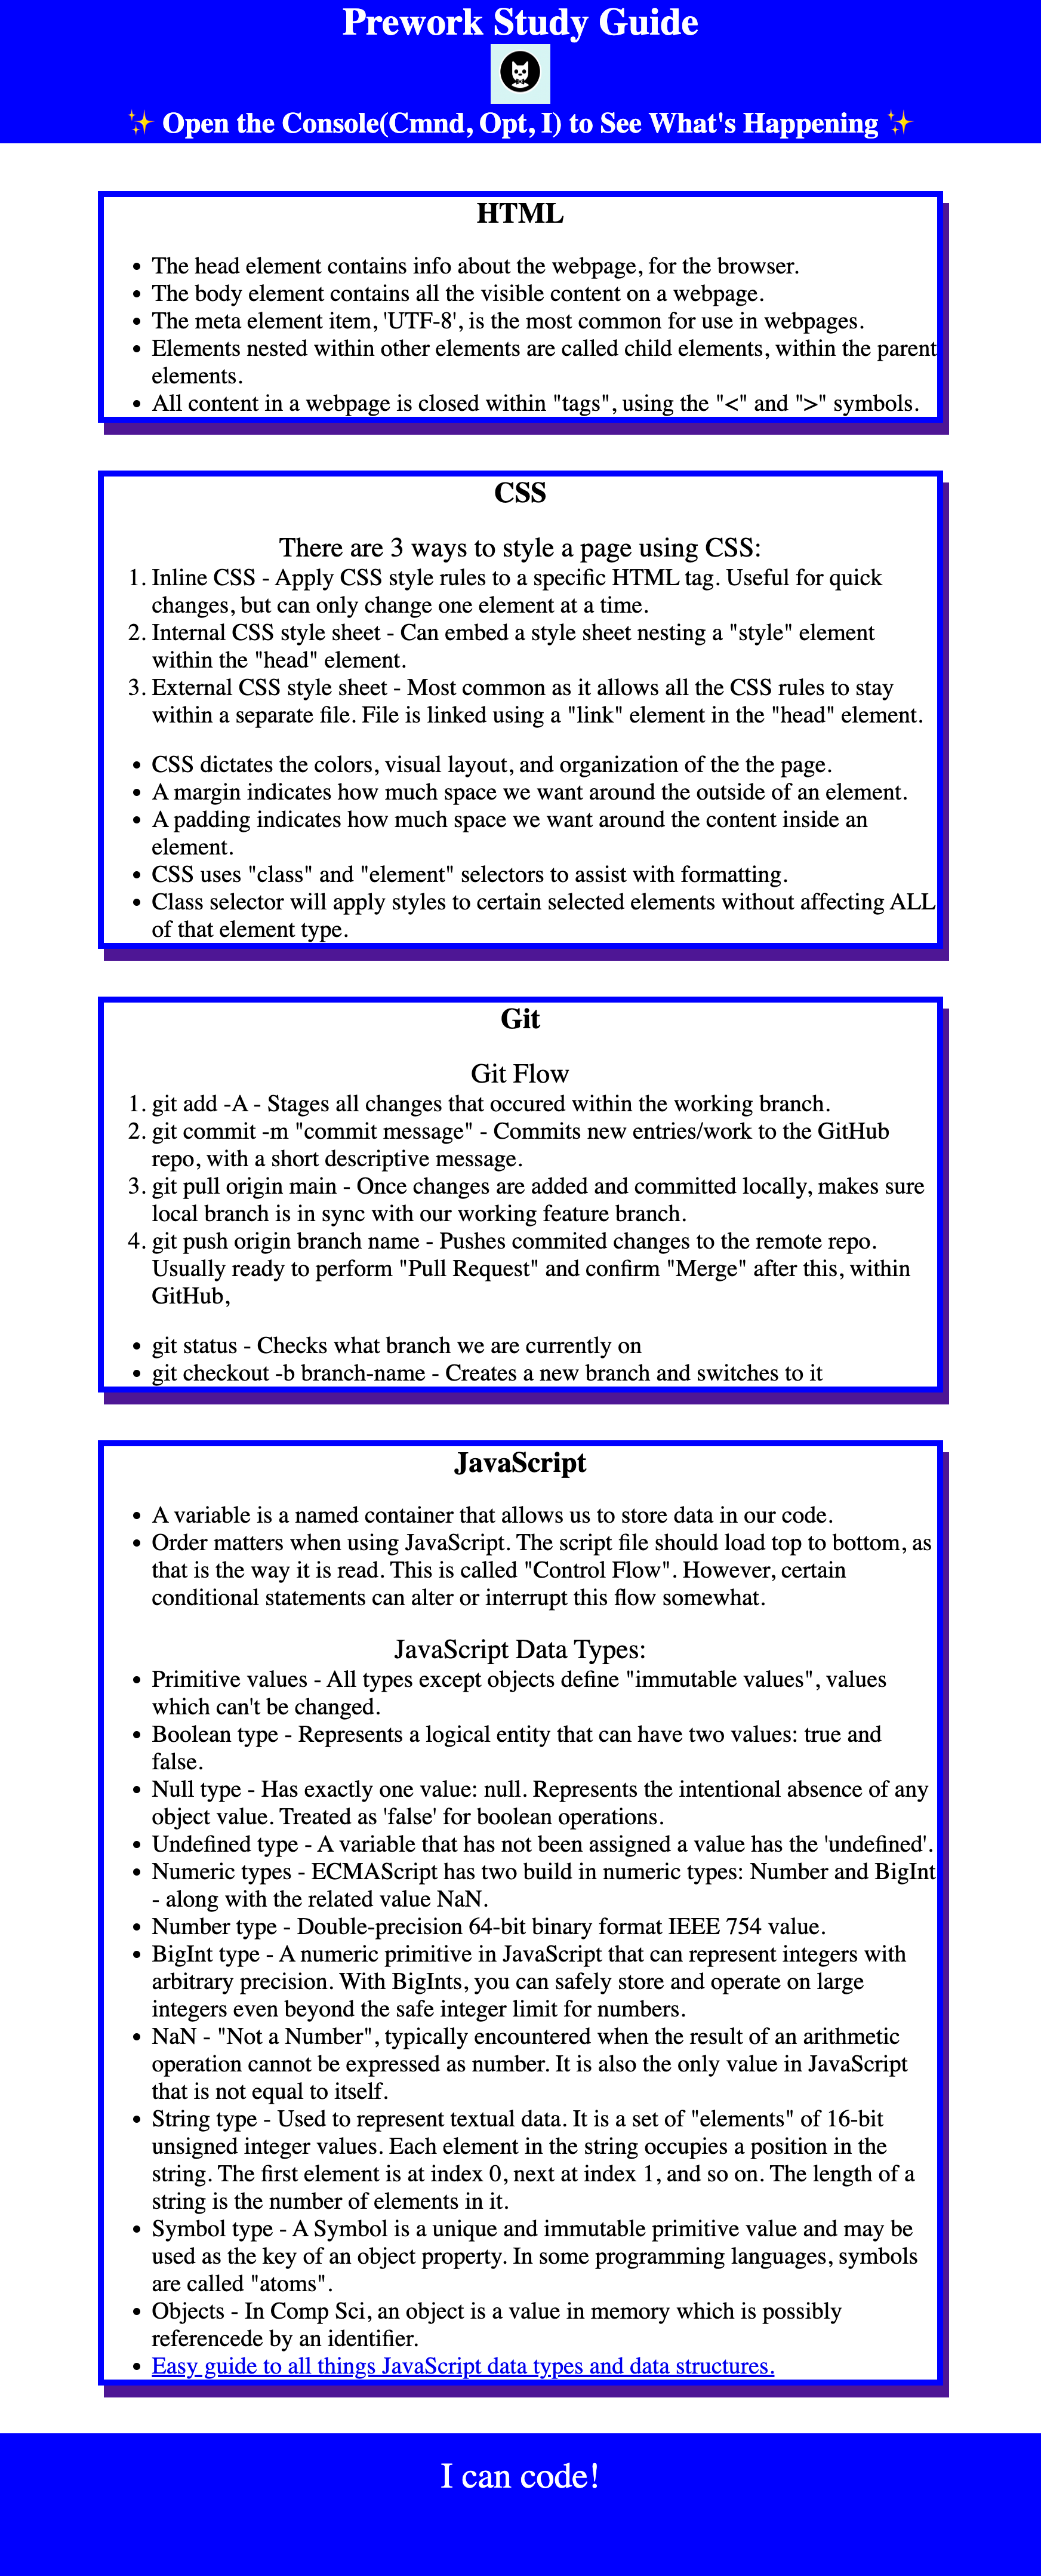 Prework Study Guide
✨ Open the Console(Cmnd, Opt, I) to See What's Happening ✨
HTML
• The head element contains info about the webpage, for the browser.
• The body element contains all the visible content on a webpage.
• The meta element item, 'UTF-8', is the most common for use in webpages.
• Elements nested within other elements are called child elements, within the parent
elements.
• All content in a webpage is closed within "tags", using the "<" and ">" symbols.
CSS
There are 3 ways to style a page using CSS:
1. Inline CSS - Apply CSS style rules to a specific HTML tag. Useful for quick
changes, but can only change one element at a time.
2. Internal CSS style sheet - Can embed a style sheet nesting a "style" element
within the "head" element.
3. External CSS style sheet - Most common as it allows all the CSS rules to stay
within a separate file. File is linked using a "link" element in the "head" element.
• CSS dictates the colors, visual layout, and organization of the the page.
• A margin indicates how much space we want around the outside of an element.
• A padding indicates how much space we want around the content inside an
element.
• CSS uses "class" and "element" selectors to assist with formatting.
• Class selector will apply styles to certain selected elements without affecting ALL
of that element type.
Git
Git Flow
1. git add -A - Stages all changes that occured within the working branch.
2. git commit -m "commit message" - Commits new entries/work to the GitHub
repo, with a short descriptive message.
3. git pull origin main - Once changes are added and committed locally, makes sure
local branch is in sync with our working feature branch.
4. git push origin branch name - Pushes commited changes to the remote repo.
Usually ready to perform "Pull Request" and confirm "Merge" after this, within
GitHub,
• git status - Checks what branch we are currently on
• git checkout -b branch-name - Creates a new branch and switches to it
JavaScript
• A variable is a named container that allows us to store data in our code.
• Order matters when using JavaScript. The script file should load top to bottom, as
that is the way it is read. This is called "Control Flow". However, certain
conditional statements can alter or interrupt this flow somewhat.
JavaScript Data Types:
• Primitive values - All types except objects define "immutable values", values
which can't be changed.
• Boolean type - Represents a logical entity that can have two values: true and
false.
• Null type - Has exactly one value: null. Represents the intentional absence of any
object value. Treated as 'false' for boolean operations.
• Undefined type - A variable that has not been assigned a value has the 'undefined'.
• Numeric types - ECMAScript has two build in numeric types: Number and BigInt
- along with the related value NaN.
• Number type - Double-precision 64-bit binary format IEEE 754 value.
• BigInt type - A numeric primitive in JavaScript that can represent integers with
arbitrary precision. With BigInts, you can safely store and operate on large
integers even beyond the safe integer limit for numbers.
• NaN - "Not a Number", typically encountered when the result of an arithmetic
operation cannot be expressed as number. It is also the only value in JavaScript
that is not equal to itself.
• String type - Used to represent textual data. It is a set of "elements" of 16-bit
unsigned integer values. Each element in the string occupies a position in the
string. The first element is at index 0, next at index 1, and so on. The length of a
string is the number of elements in it.
• Symbol type - A Symbol is a unique and immutable primitive value and may be
used as the key of an object property. In some programming languages, symbols
are called "atoms".
• Objects - In Comp Sci, an object is a value in memory which is possibly
referencede by an identifier.
• Easy guide to all things JavaScript data types and data structures.
I can code!